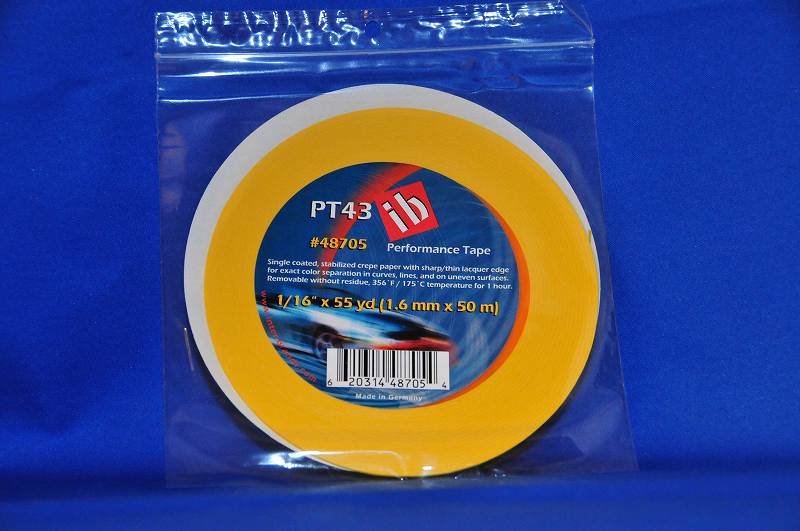 PT43 ib
#48705 Performance Tape
Single coated, stabilized crepe paper with sharp/thin lacquer edge
for exact color separation in curves, lines, and on uneven surfaces.
Removable without residue, 356°F / 175°C temperature for 1 hour.
1/16" x 55 yd (1.6 mm x 50 m)
6 20314 48705 4
Made in Germany